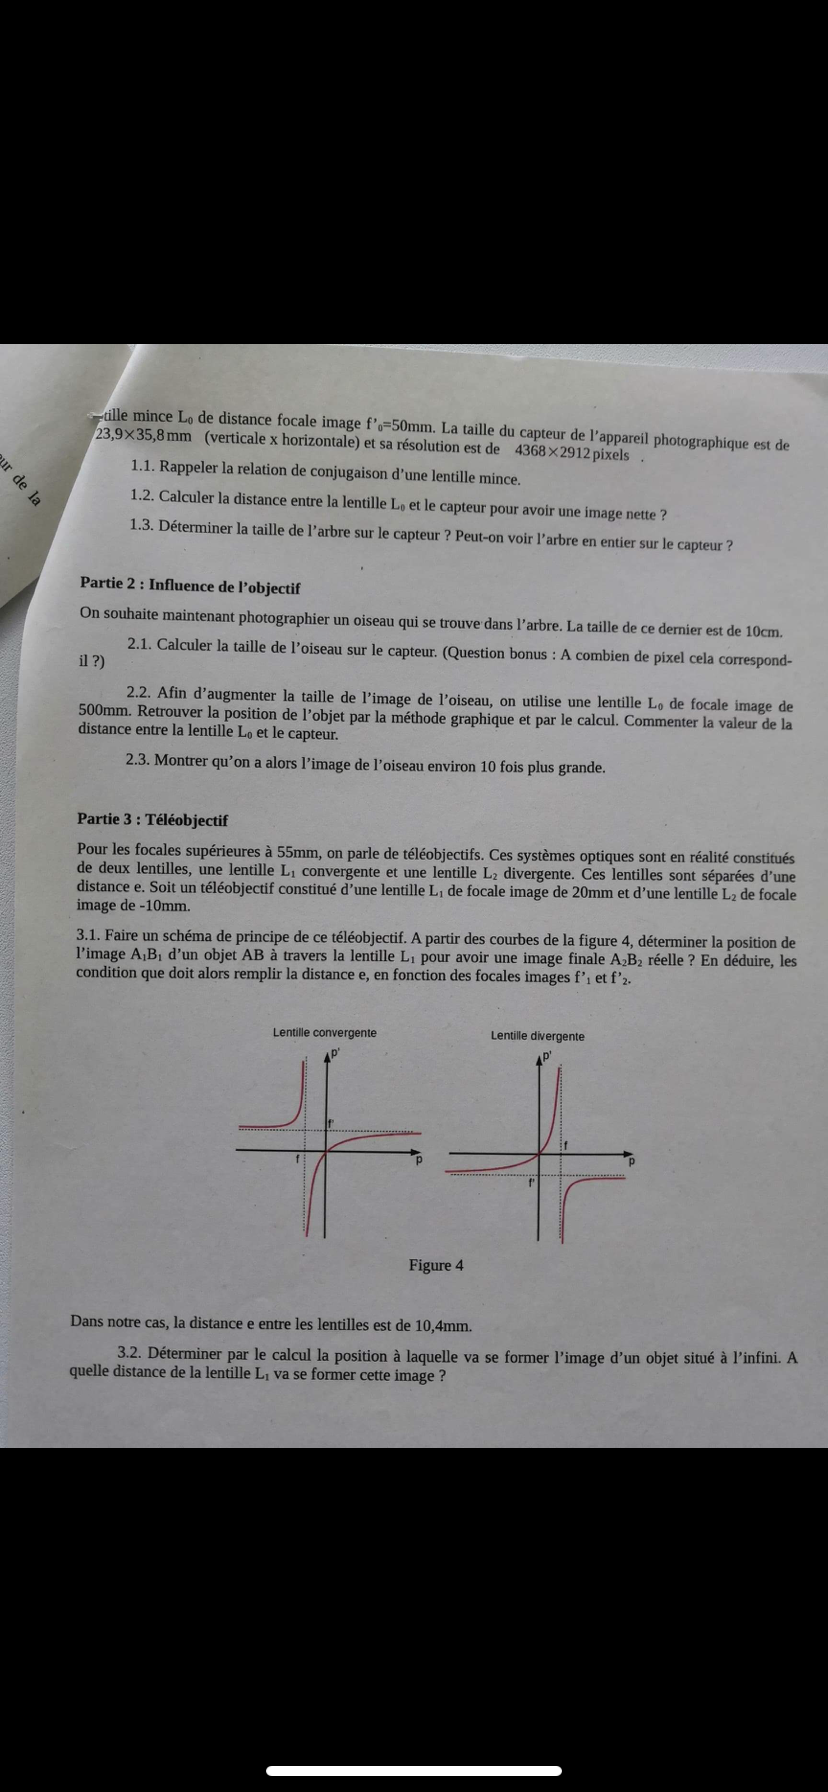 tille mince L₀ de distance focale image f'₀=50mm. La taille du capteur de l'appareil photographique est de
23,9×35,8 mm (verticale x horizontale) et sa résolution est de 4368×2912 pixels .
ur de la
1.1. Rappeler la relation de conjugaison d'une lentille mince.
1.2. Calculer la distance entre la lentille L₀ et le capteur pour avoir une image nette ?
1.3. Déterminer la taille de l'arbre sur le capteur ? Peut-on voir l'arbre en entier sur le capteur ?
Partie 2 : Influence de l'objectif
On souhaite maintenant photographier un oiseau qui se trouve dans l'arbre. La taille de ce dernier est de 10cm.
2.1. Calculer la taille de l'oiseau sur le capteur. (Question bonus : A combien de pixel cela correspond-
il ?)
2.2. Afin d'augmenter la taille de l'image de l'oiseau, on utilise une lentille L₀ de focale image de
500mm. Retrouver la position de l'objet par la méthode graphique et par le calcul. Commenter la valeur de la
distance entre la lentille L₀ et le capteur.
2.3. Montrer qu'on a alors l'image de l'oiseau environ 10 fois plus grande.
Partie 3 : Téléobjectif
Pour les focales supérieures à 55mm, on parle de téléobjectifs. Ces systèmes optiques sont en réalité constitués
de deux lentilles, une lentille L₁ convergente et une lentille L₂ divergente. Ces lentilles sont séparées d'une
distance e. Soit un téléobjectif constitué d'une lentille L₁ de focale image de 20mm et d'une lentille L₂ de focale
image de -10mm.
3.1. Faire un schéma de principe de ce téléobjectif. A partir des courbes de la figure 4, déterminer la position de
l'image A₁B₁ d'un objet AB à travers la lentille L₁ pour avoir une image finale A₂B₂ réelle ? En déduire, les
condition que doit alors remplir la distance e, en fonction des focales images f'₁ et f'₂.
Lentille convergente
p'
f'
f
p
Lentille divergente
p'
f
p
f'
Figure 4
Dans notre cas, la distance e entre les lentilles est de 10,4mm.
3.2. Déterminer par le calcul la position à laquelle va se former l'image d'un objet situé à l'infini. A
quelle distance de la lentille L₁ va se former cette image ?